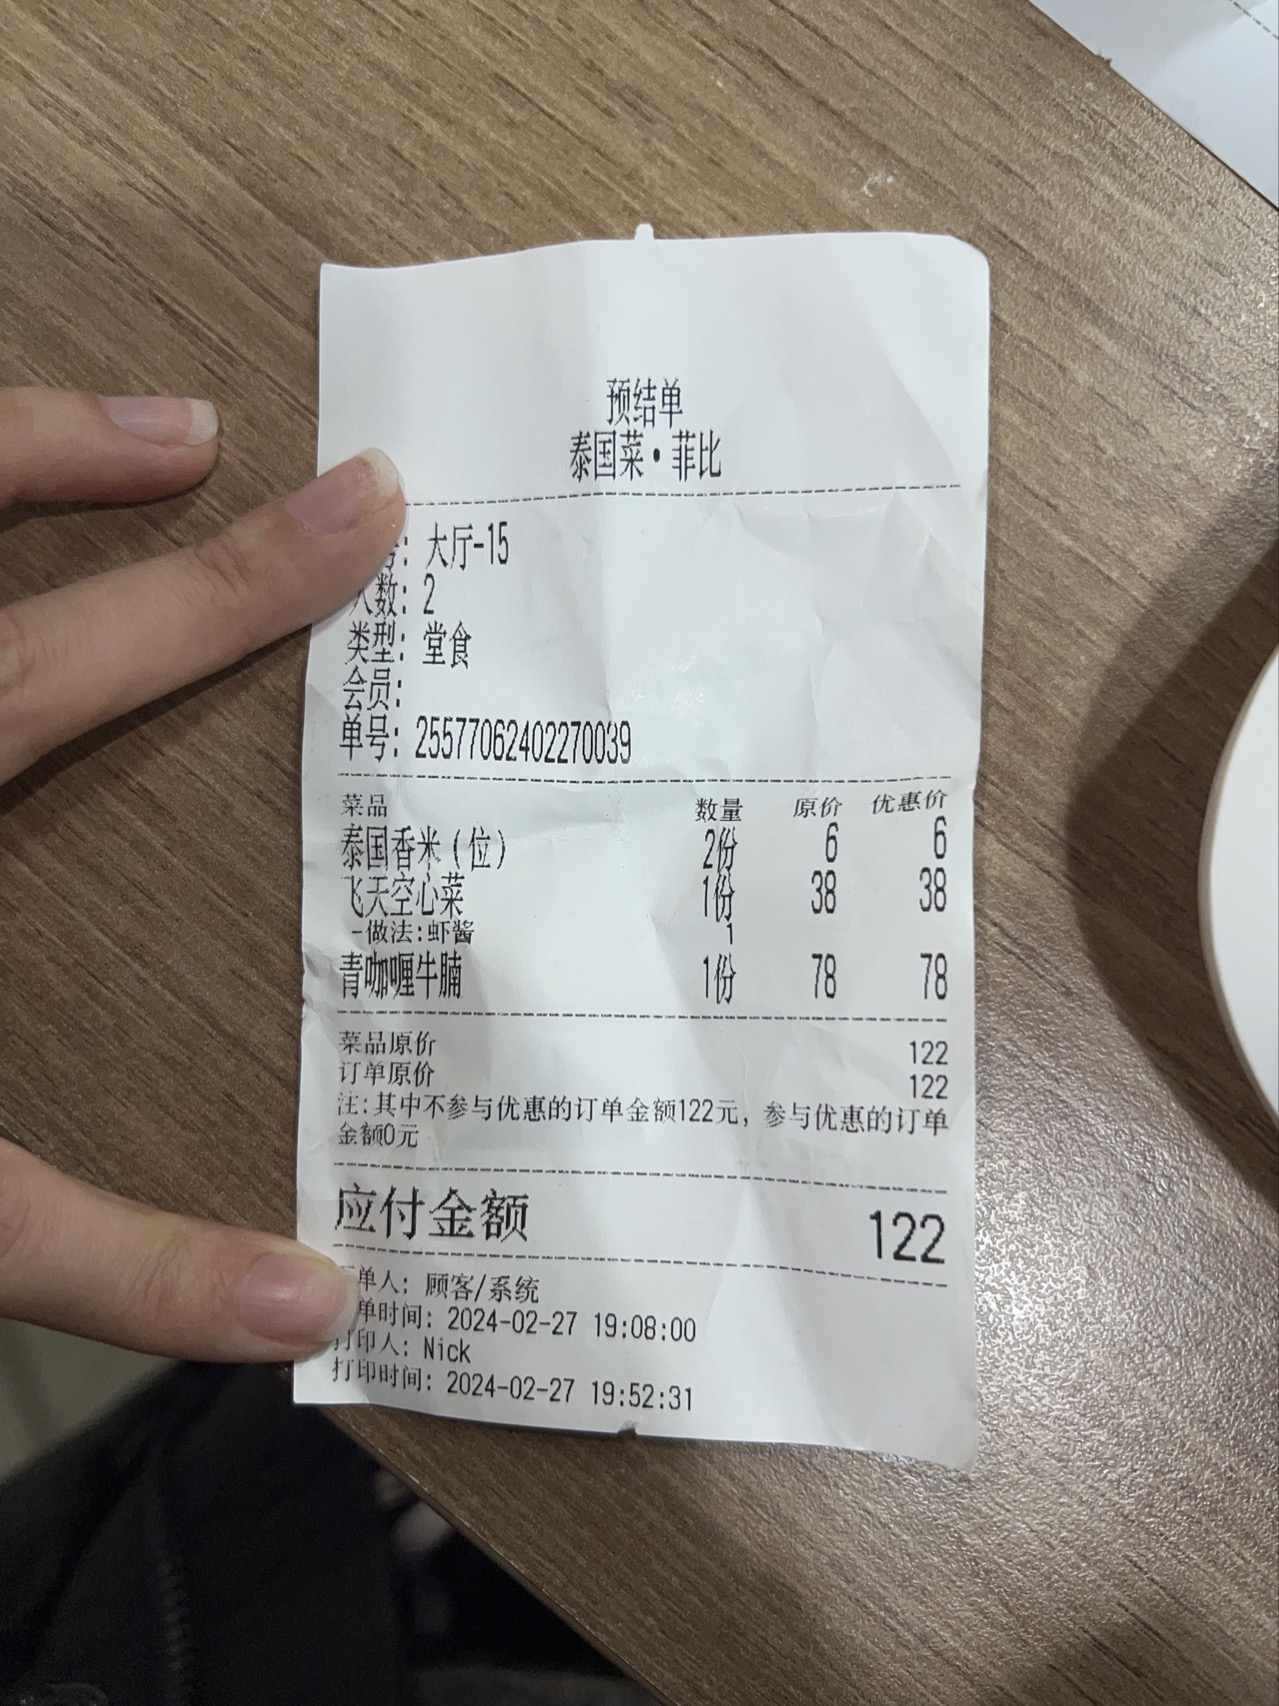 预结单
泰国菜·菲比
号: 大厅-15
人数: 2
类型: 堂食
会员:
单号: 25577062402270039
菜品 数量 原价 优惠价
泰国香米(位) 2份 6 6
飞天空心菜 1份 38 38
-做法:虾酱 1
青咖喱牛腩 1份 78 78
菜品原价 122
订单原价 122
注:其中不参与优惠的订单金额122元, 参与优惠的订单
金额0元
应付金额 122
单人: 顾客/系统
单时间: 2024-02-27 19:08:00
打印人: Nick
打印时间: 2024-02-27 19:52:31